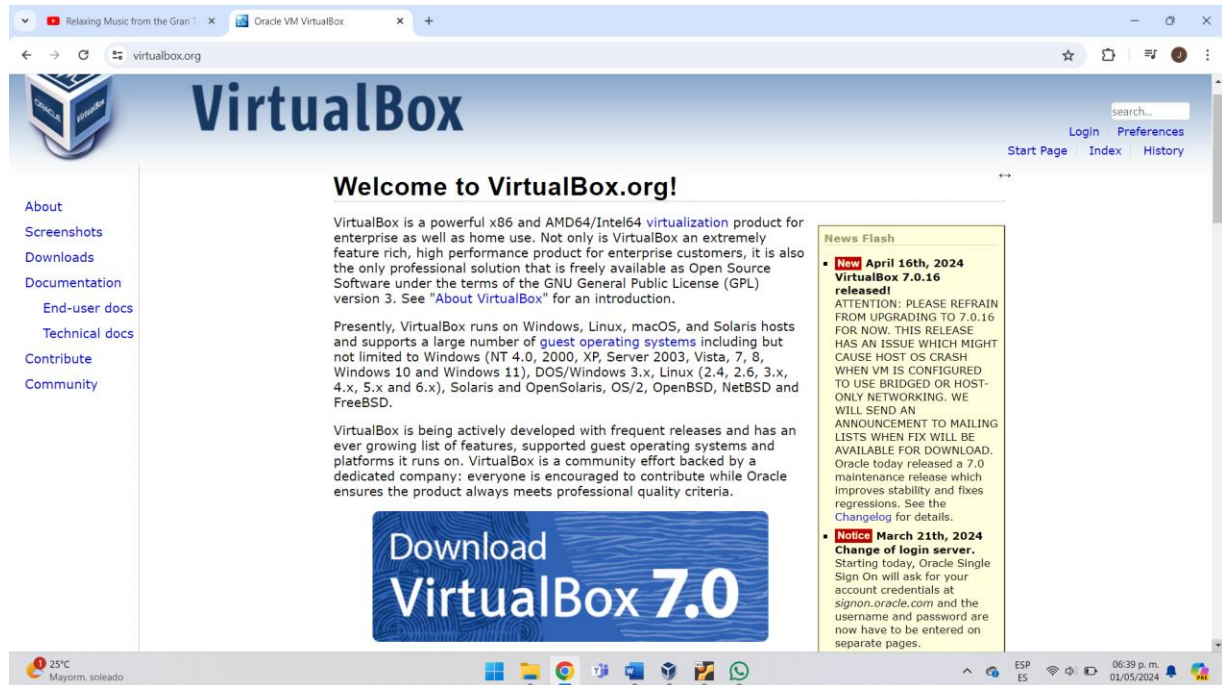 Relaxing Music from the Gran T
Oracle VM VirtualBox
virtualbox.org
J
ORACLE
VirtualBox
VirtualBox
search...
Login Preferences
Start Page Index History
About
Screenshots
Downloads
Documentation
End-user docs
Technical docs
Contribute
Community
Welcome to VirtualBox.org!
VirtualBox is a powerful x86 and AMD64/Intel64 virtualization product for
enterprise as well as home use. Not only is VirtualBox an extremely
feature rich, high performance product for enterprise customers, it is also
the only professional solution that is freely available as Open Source
Software under the terms of the GNU General Public License (GPL)
version 3. See "About VirtualBox" for an introduction.
Presently, VirtualBox runs on Windows, Linux, macOS, and Solaris hosts
and supports a large number of guest operating systems including but
not limited to Windows (NT 4.0, 2000, XP, Server 2003, Vista, 7, 8,
Windows 10 and Windows 11), DOS/Windows 3.x, Linux (2.4, 2.6, 3.x,
4.x, 5.x and 6.x), Solaris and OpenSolaris, OS/2, OpenBSD, NetBSD and
FreeBSD.
VirtualBox is being actively developed with frequent releases and has an
ever growing list of features, supported guest operating systems and
platforms it runs on. VirtualBox is a community effort backed by a
dedicated company: everyone is encouraged to contribute while Oracle
ensures the product always meets professional quality criteria.
Download
VirtualBox 7.0
News Flash
New April 16th, 2024
VirtualBox 7.0.16
released!
ATTENTION: PLEASE REFRAIN
FROM UPGRADING TO 7.0.16
FOR NOW. THIS RELEASE
HAS AN ISSUE WHICH MIGHT
CAUSE HOST OS CRASH
WHEN VM IS CONFIGURED
TO USE BRIDGED OR HOST-
ONLY NETWORKING. WE
WILL SEND AN
ANNOUNCEMENT TO MAILING
LISTS WHEN FIX WILL BE
AVAILABLE FOR DOWNLOAD.
Oracle today released a 7.0
maintenance release which
improves stability and fixes
regressions. See the
Changelog for details.
Notice March 21th, 2024
Change of login server.
Starting today, Oracle Single
Sign On will ask for your
account credentials at
signon.oracle.com and the
username and password are
now have to be entered on
separate pages.
25°C
Mayorm. soleado
ESP
ES
06:39 p. m.
01/05/2024
PRE